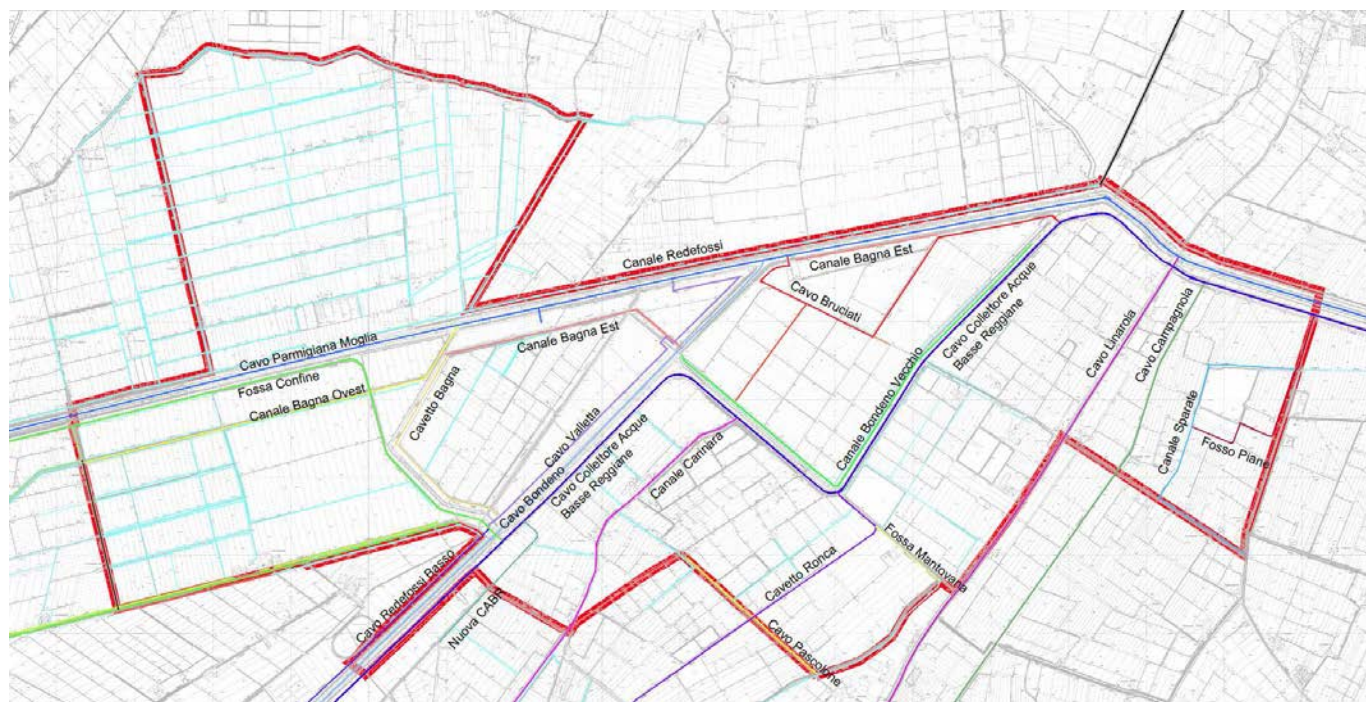 Canale Redefossi
Canale Bagna Est
Cavo Bruciati
Canale Bagna Est
Cavo Parmigiana Moglia
Fossa Confine
Canale Bagna Ovest
Cavetto Bagna
Cavo Valletta
Cavo Bondeno
Cavo Collettore Acque
Basse Reggiane
Canale Cannara
Canale Bondeno Vecchio
Cavo Collettore Acque
Basse Reggiane
Cavo Linarola
Cavo Campagnola
Canale Sparate
Fosso Piane
Fossa Mantovana
Cavetto Ronca
Cavo Pascolone
Cavo Redefossi Basso
Nuova CABR